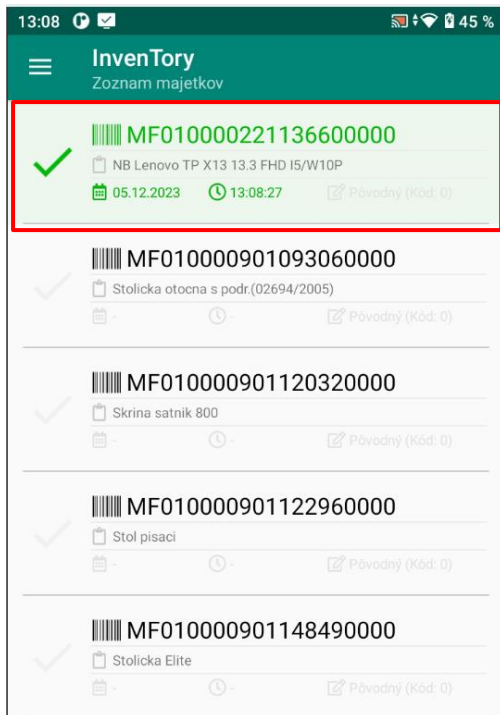 13:08 45 %
InvenTory
Zoznam majetkov
MF010000221136600000
NB Lenovo TP X13 13.3 FHD I5/W10P
05.12.2023 13:08:27 Pôvodný (Kód: 0)
MF010000901093060000
Stolicka otocna s podr.(02694/2005)
- - Pôvodný (Kód: 0)
MF010000901120320000
Skrina satnik 800
- - Pôvodný (Kód: 0)
MF010000901122960000
Stol pisaci
- - Pôvodný (Kód: 0)
MF010000901148490000
Stolicka Elite
- - Pôvodný (Kód: 0)